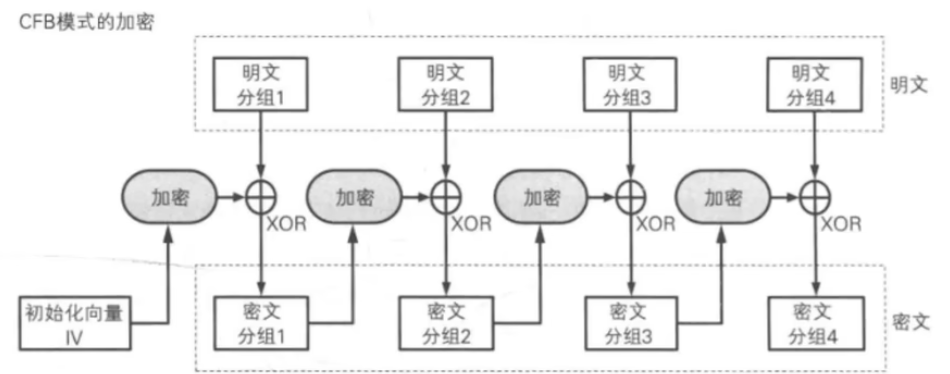 CFB模式的加密
明文
分组1
明文
分组2
明文
分组3
明文
分组4
明文
加密
加密
加密
加密
XOR
XOR
XOR
XOR
初始化向量
IV
密文
分组1
密文
分组2
密文
分组3
密文
分组4
密文